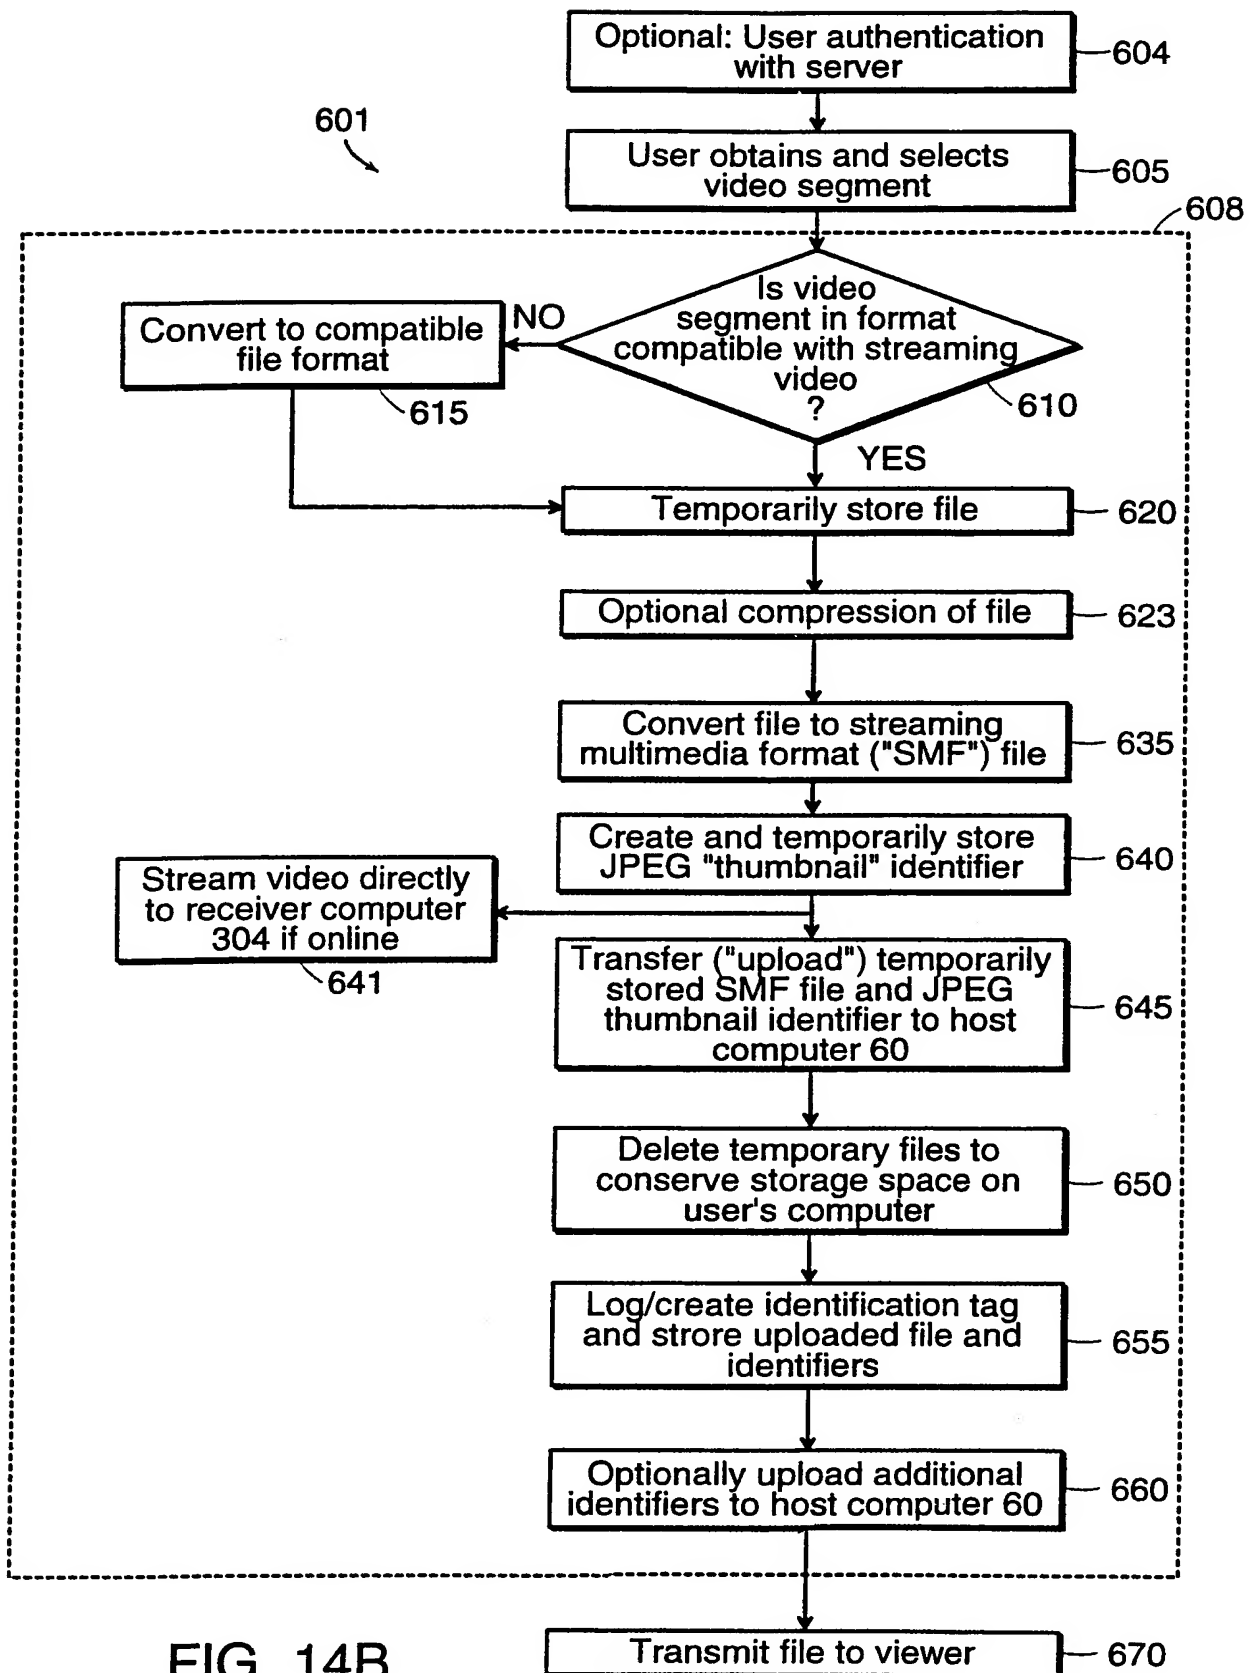 Optional: User authentication
with server
604
601
User obtains and selects
video segment
605
608
Is video
segment in format
compatible with streaming
video
?
610
NO
Convert to compatible
file format
615
YES
Temporarily store file
620
Optional compression of file
623
Convert file to streaming
multimedia format ("SMF") file
635
Create and temporarily store
JPEG "thumbnail" identifier
640
Stream video directly
to receiver computer
304 if online
641
Transfer ("upload") temporarily
stored SMF file and JPEG
thumbnail identifier to host
computer 60
645
Delete temporary files to
conserve storage space on
user's computer
650
Log/create identification tag
and strore uploaded file and
identifiers
655
Optionally upload additional
identifiers to host computer 60
660
Transmit file to viewer
670
FIG. 14B